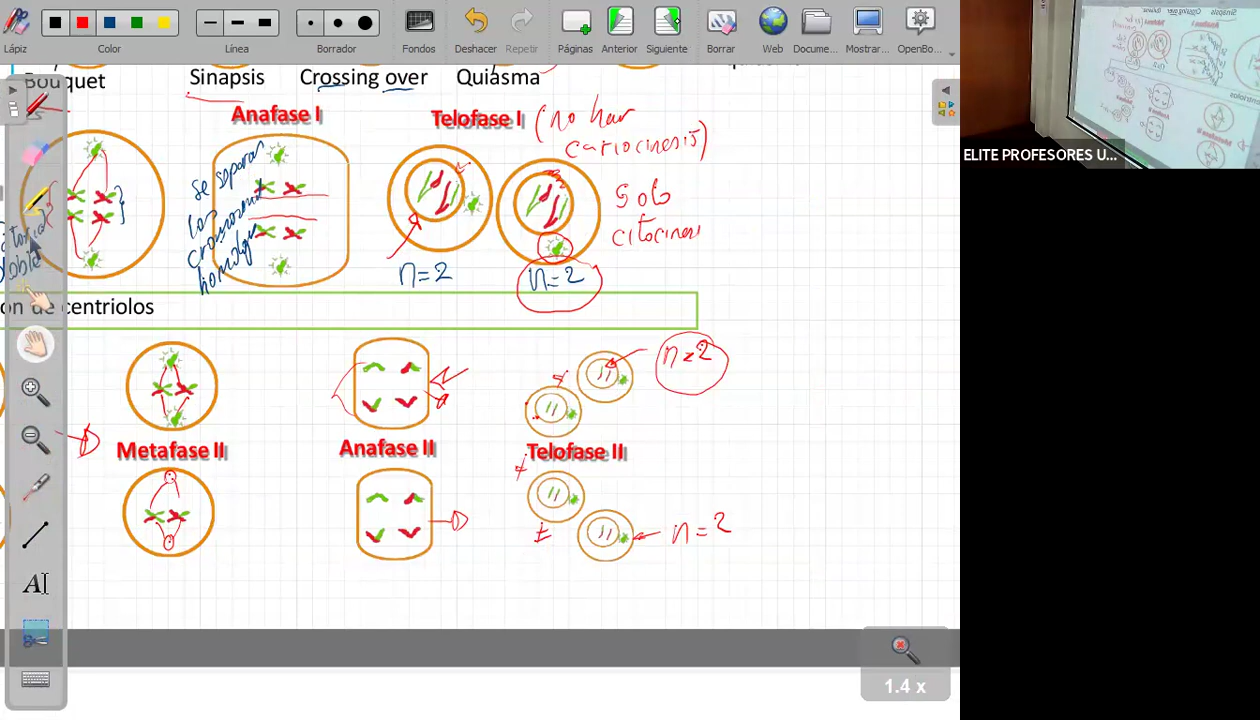 Lápiz
Color
Línea
Borrador
Fondos
Deshacer
Repetir
Páginas
Anterior
Siguiente
Borrar
Web
Docume...
Mostrar...
OpenBo...
Bouquet
Sinapsis
Crossing over
Quiasma
Anafase I
Telofase I
(no hay
cariocinesis)
se separan
los
cromosomas
homólogos
Solo
citocinesis
n=2
n=2
doble
on de centriolos
n=2
Metafase II
Anafase II
Telofase II
n=2
1.4 x
ELITE PROFESORES U...